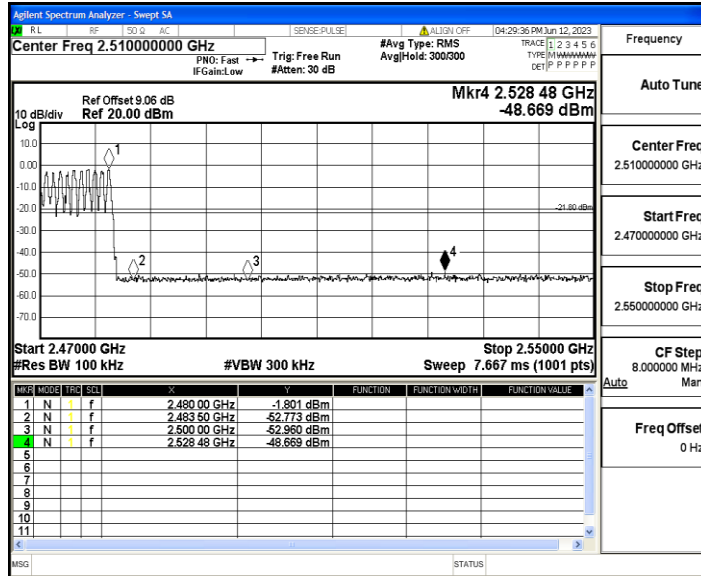 Agilent Spectrum Analyzer - Swept SA
RL RF 50 Ω AC SENSE:PULSE ALIGN OFF 04:29:36 PM Jun 12, 2023
Center Freq 2.510000000 GHz
PNO: Fast
IFGain:Low
Trig: Free Run
#Atten: 30 dB
#Avg Type: RMS
Avg|Hold: 300/300
TRACE 1 2 3 4 5 6
TYPE M W W W W W
DET P P P P P P
Frequency
Auto Tune
Center Freq
2.510000000 GHz
Start Freq
2.470000000 GHz
Stop Freq
2.550000000 GHz
CF Step
8.000000 MHz
Auto Man
Freq Offset
0 Hz
Mkr4 2.528 48 GHz
-48.669 dBm
Ref Offset 9.06 dB
10 dB/div Ref 20.00 dBm
Log
10.0
0.00
-10.0
-20.0
-30.0
-40.0
-50.0
-60.0
-70.0
1
2
3
4
-21.80 dBm
Start 2.47000 GHz Stop 2.55000 GHz
#Res BW 100 kHz #VBW 300 kHz Sweep 7.667 ms (1001 pts)
MKR MODE TRC SCL X Y FUNCTION FUNCTION WIDTH FUNCTION VALUE
1 N 1 f 2.480 00 GHz -1.801 dBm
2 N 1 f 2.483 50 GHz -52.773 dBm
3 N 1 f 2.500 00 GHz -52.960 dBm
4 N 1 f 2.528 48 GHz -48.669 dBm
5
6
7
8
9
10
11
MSG STATUS